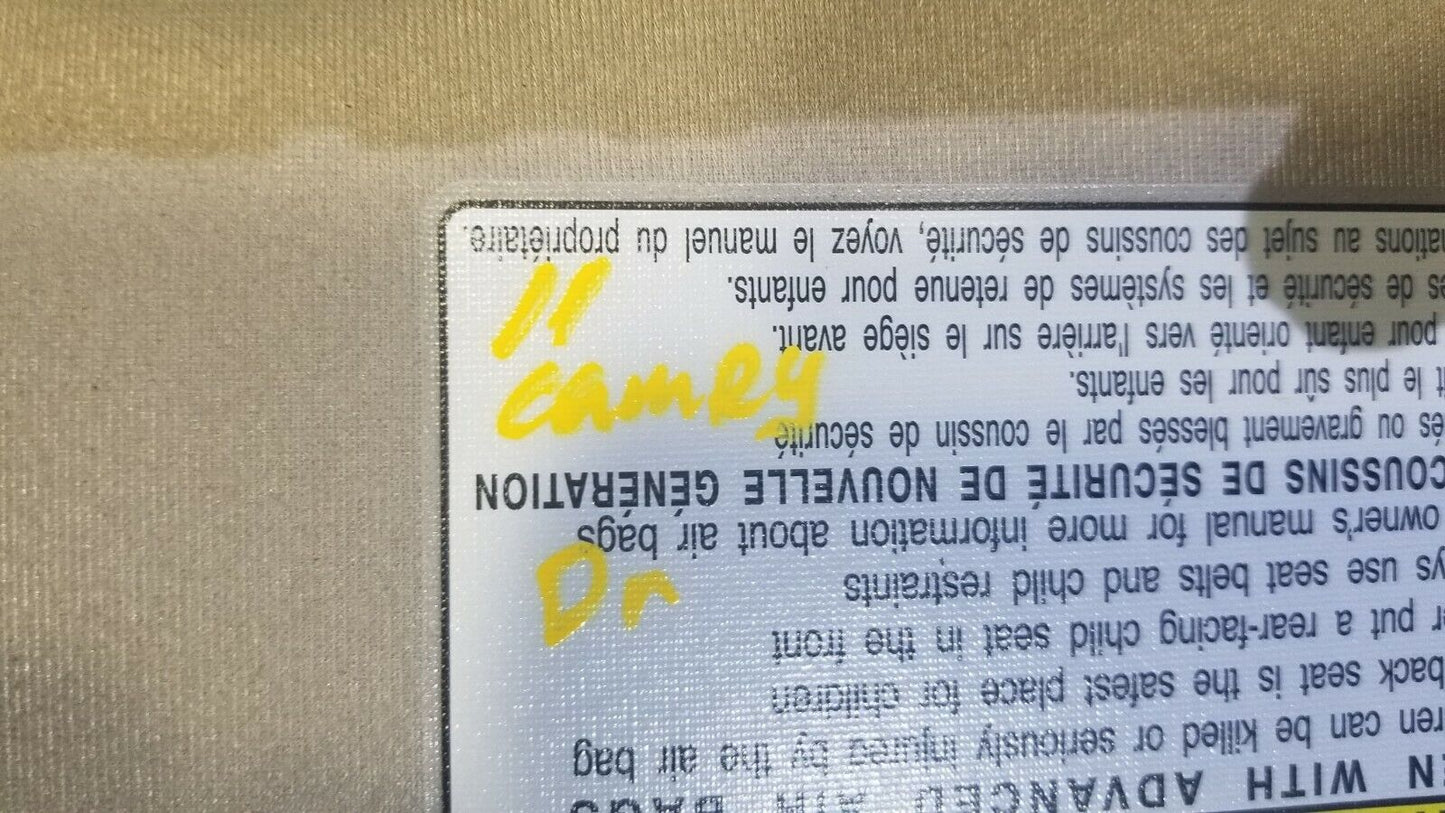 EN WITH ADVANCED AIR BAGS
ren can be killed or seriously injured by the air bag
back seat is the safest place for children
r put a rear-facing child seat in the front
ys use seat belts and child restraints
owner's manual for more information about air bags
COUSSINS DE SÉCURITÉ DE NOUVELLE GÉNÉRATION
és ou gravement blessés par le coussin de sécurité
t le plus sûr pour les enfants.
pour enfant orienté vers l'arrière sur le siège avant.
es de sécurité et les systèmes de retenue pour enfants.
ations au sujet des coussins de sécurité, voyez le manuel du propriétaire.
11
camRy
Dr